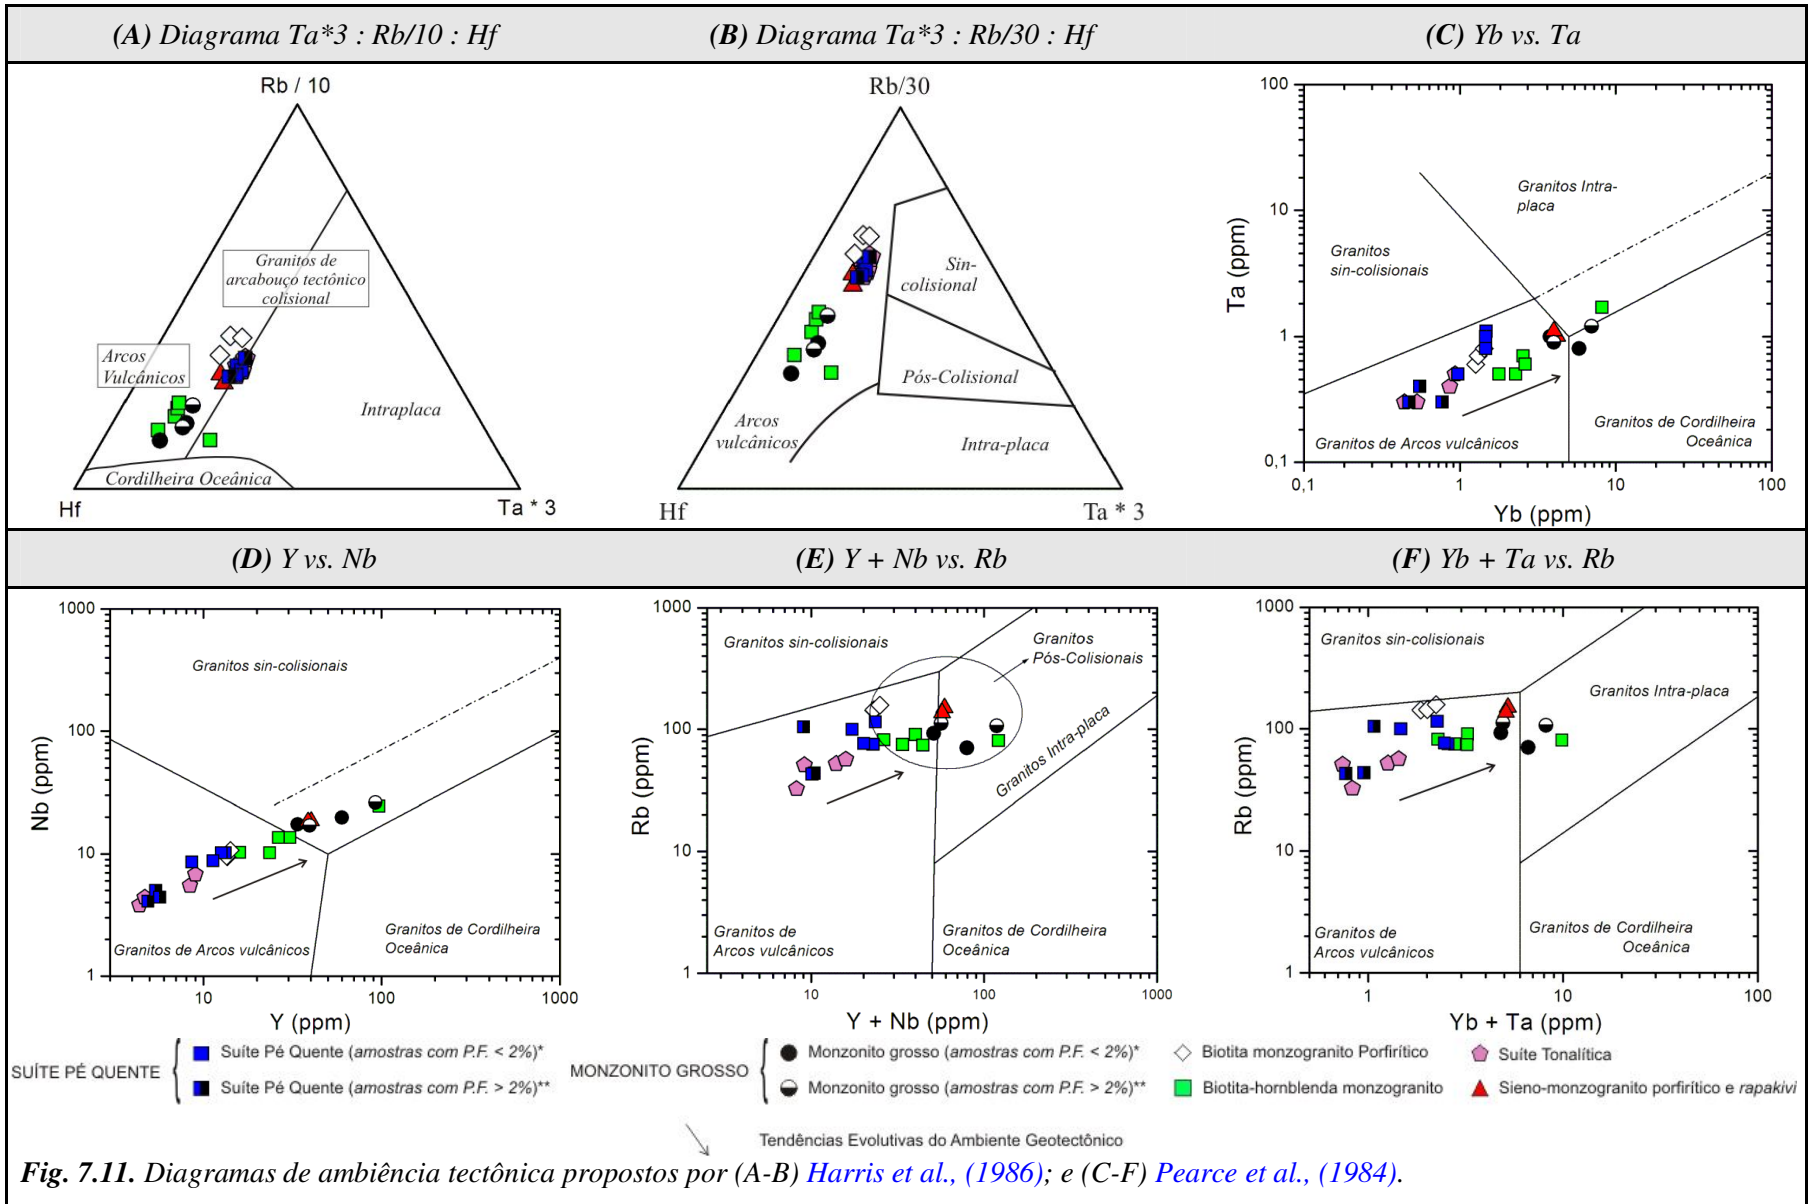 (A) Diagrama Ta*3 : Rb/10 : Hf
(B) Diagrama Ta*3 : Rb/30 : Hf
(C) Yb vs. Ta
Rb / 10
Granitos de
arcabouço tectônico
colisional
Arcos
Vulcânicos
Intraplaca
Cordilheira Oceânica
Hf
Ta * 3
Rb/30
Sin-
colisional
Pós-Colisional
Arcos
vulcânicos
Intra-placa
Hf
Ta * 3
100
10
1
0,1
Ta (ppm)
Granitos Intra-
placa
Granitos
sin-colisionais
Granitos de Arcos vulcânicos
Granitos de Cordilheira
Oceânica
0,1
1
10
100
Yb (ppm)
(D) Y vs. Nb
(E) Y + Nb vs. Rb
(F) Yb + Ta vs. Rb
1000
100
10
1
Nb (ppm)
Granitos sin-colisionais
Granitos de Arcos vulcânicos
Granitos de Cordilheira
Oceânica
10
100
1000
Y (ppm)
1000
100
10
1
Rb (ppm)
Granitos sin-colisionais
Granitos
Pós-Colisionais
Granitos Intra-placa
Granitos de
Arcos vulcânicos
Granitos de Cordilheira
Oceânica
10
100
1000
Y + Nb (ppm)
1000
100
10
1
Rb (ppm)
Granitos sin-colisionais
Granitos Intra-placa
Granitos de
Arcos vulcânicos
Granitos de Cordilheira
Oceânica
1
10
100
Yb + Ta (ppm)
SUÍTE PÉ QUENTE
Suíte Pé Quente (amostras com P.F. < 2%)*
Suíte Pé Quente (amostras com P.F. > 2%)**
MONZONITO GROSSO
Monzonito grosso (amostras com P.F. < 2%)*
Monzonito grosso (amostras com P.F. > 2%)**
Biotita monzogranito Porfirítico
Biotita-hornblenda monzogranito
Suíte Tonalítica
Sieno-monzogranito porfirítico e rapakivi
Tendências Evolutivas do Ambiente Geotectônico
Fig. 7.11. Diagramas de ambiência tectônica propostos por (A-B) Harris et al., (1986); e (C-F) Pearce et al., (1984).